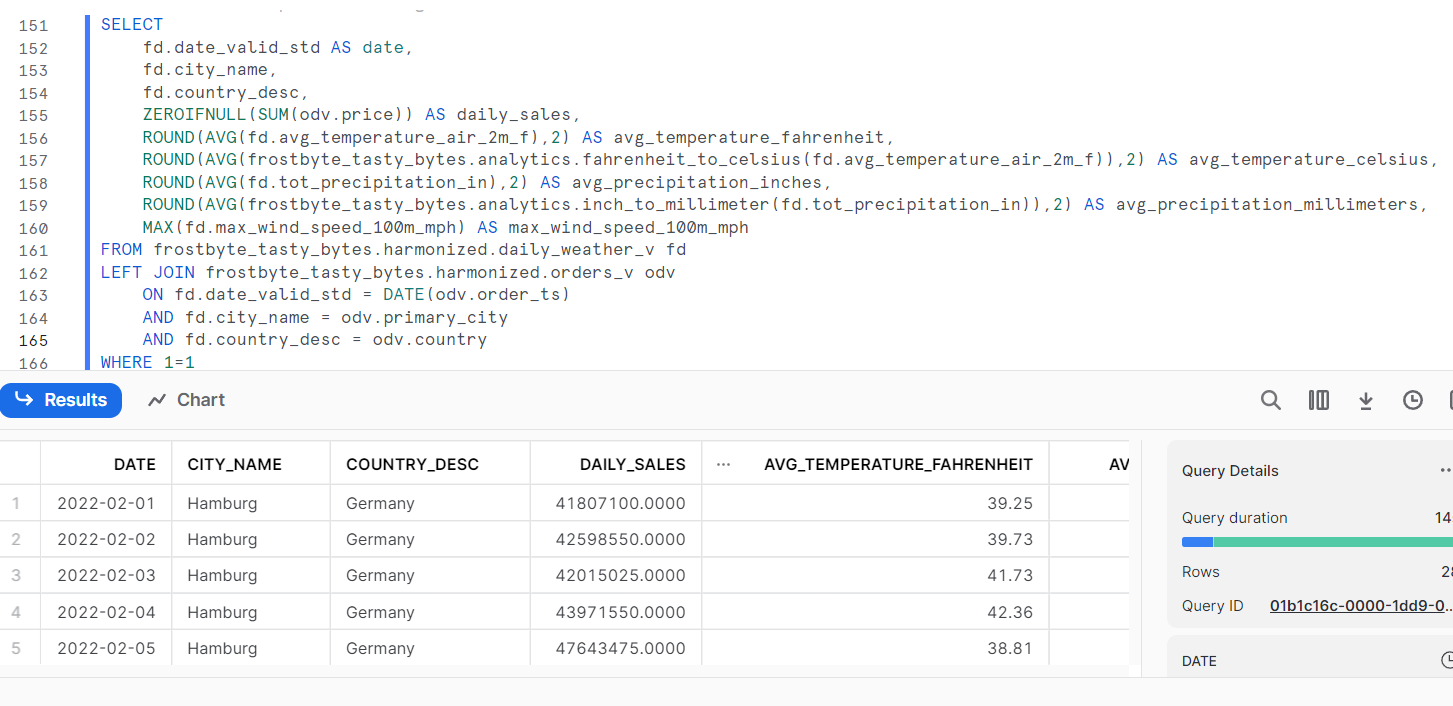 151 SELECT
152 fd.date_valid_std AS date,
153 fd.city_name,
154 fd.country_desc,
155 ZEROIFNULL(SUM(odv.price)) AS daily_sales,
156 ROUND(AVG(fd.avg_temperature_air_2m_f),2) AS avg_temperature_fahrenheit,
157 ROUND(AVG(frostbyte_tasty_bytes.analytics.fahrenheit_to_celsius(fd.avg_temperature_air_2m_f)),2) AS avg_temperature_celsius,
158 ROUND(AVG(fd.tot_precipitation_in),2) AS avg_precipitation_inches,
159 ROUND(AVG(frostbyte_tasty_bytes.analytics.inch_to_millimeter(fd.tot_precipitation_in)),2) AS avg_precipitation_millimeters,
160 MAX(fd.max_wind_speed_100m_mph) AS max_wind_speed_100m_mph
161 FROM frostbyte_tasty_bytes.harmonized.daily_weather_v fd
162 LEFT JOIN frostbyte_tasty_bytes.harmonized.orders_v odv
163 ON fd.date_valid_std = DATE(odv.order_ts)
164 AND fd.city_name = odv.primary_city
165 AND fd.country_desc = odv.country
166 WHERE 1=1
Results Chart
DATE CITY_NAME COUNTRY_DESC DAILY_SALES ... AVG_TEMPERATURE_FAHRENHEIT AV
1 2022-02-01 Hamburg Germany 41807100.0000 39.25
2 2022-02-02 Hamburg Germany 42598550.0000 39.73
3 2022-02-03 Hamburg Germany 42015025.0000 41.73
4 2022-02-04 Hamburg Germany 43971550.0000 42.36
5 2022-02-05 Hamburg Germany 47643475.0000 38.81
Query Details
Query duration 14
Rows 28
Query ID 01b1c16c-0000-1dd9-0...
DATE